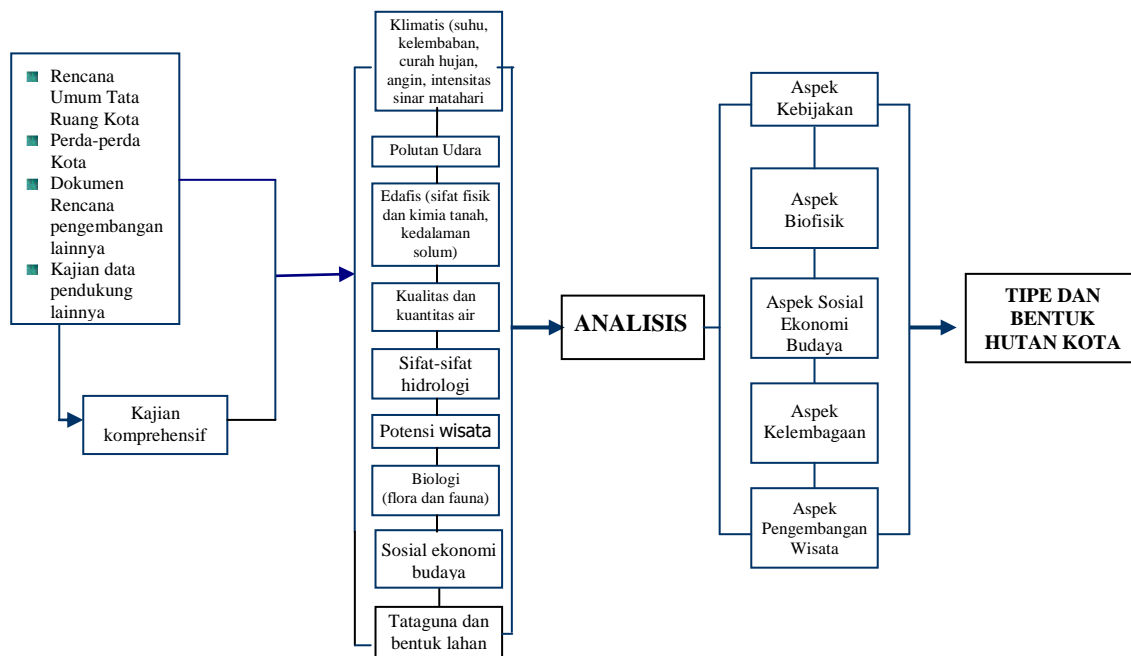 Rencana
Umum Tata
Ruang Kota
Perda-perda
Kota
Dokumen
Rencana
pengembangan
lainnya
Kajian data
pendukung
lainnya
Kajian
komprehensif
Klimatis (suhu,
kelembaban,
curah hujan,
angin, intensitas
sinar matahari
Polutan Udara
Edafis (sifat fisik
dan kimia tanah,
kedalaman
solum)
Kualitas dan
kuantitas air
Sifat-sifat
hidrologi
Potensi wisata
Biologi
(flora dan fauna)
Sosial ekonomi
budaya
Tataguna dan
bentuk lahan
ANALISIS
Aspek
Kebijakan
Aspek
Biofisik
Aspek Sosial
Ekonomi
Budaya
Aspek
Kelembagaan
Aspek
Pengembangan
Wisata
TIPE DAN
BENTUK
HUTAN KOTA